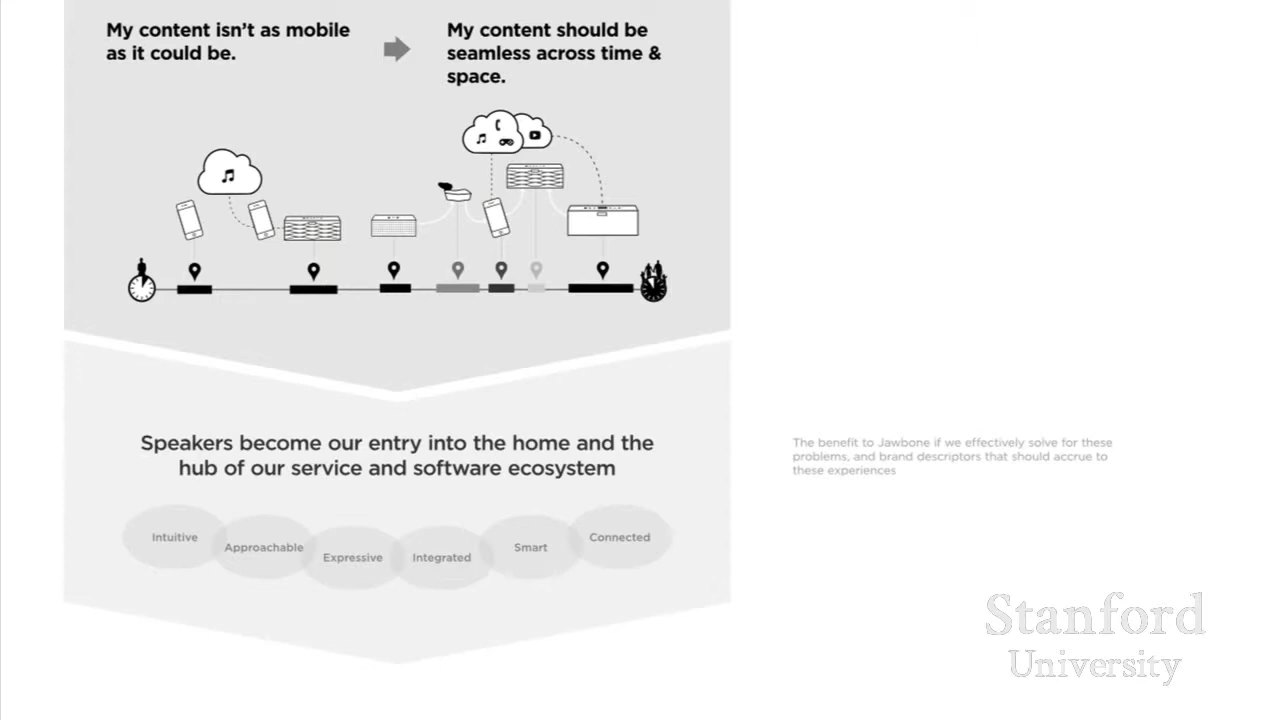 My content isn’t as mobile
as it could be.
My content should be
seamless across time &
space.
Speakers become our entry into the home and the
hub of our service and software ecosystem
The benefit to Jawbone if we effectively solve for these
problems, and brand descriptors that should accrue to
these experiences
Intuitive
Approachable
Expressive
Integrated
Smart
Connected
Stanford
University